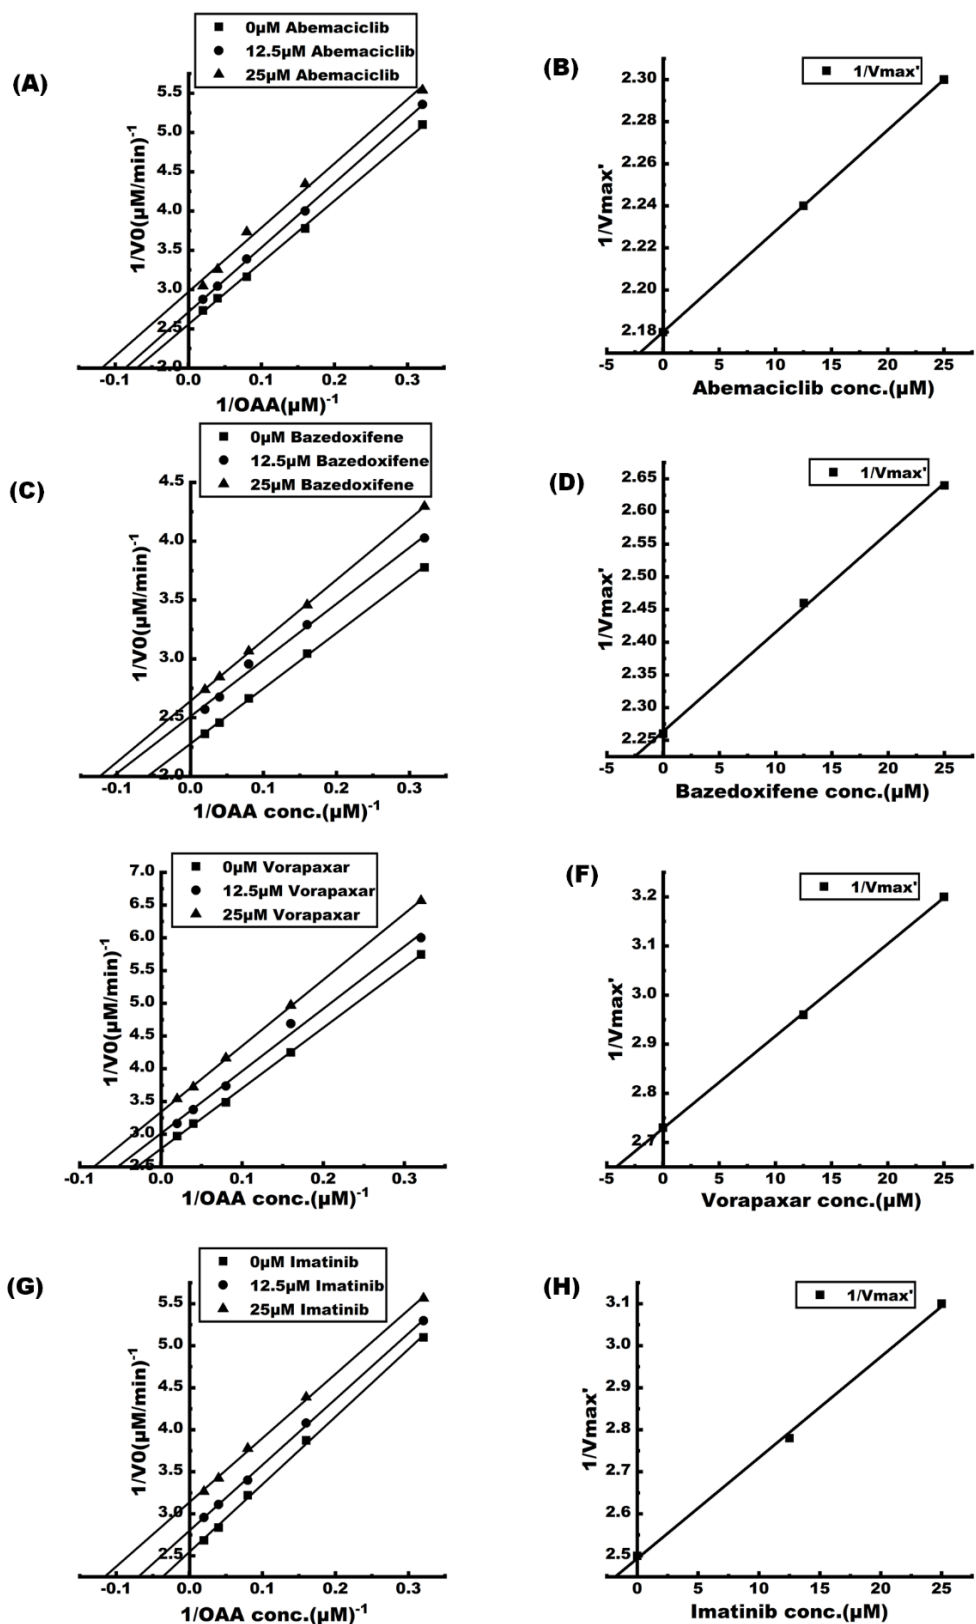 (A)
0µM Abemaciclib
12.5µM Abemaciclib
25µM Abemaciclib
1/V0(µM/min)⁻¹
5.5
5.0
4.5
4.0
3.5
3.0
2.5
2.0
-0.1 0.0 0.1 0.2 0.3
1/OAA(µM)⁻¹
(B)
1/Vmax'
1/Vmax'
2.30
2.28
2.26
2.24
2.22
2.20
2.18
-5 0 5 10 15 20 25
Abemaciclib conc.(µM)
(C)
0µM Bazedoxifene
12.5µM Bazedoxifene
25µM Bazedoxifene
1/V0(µM/min)⁻¹
4.5
4.0
3.5
3.0
2.5
2.0
-0.1 0.0 0.1 0.2 0.3
1/OAA conc.(µM)⁻¹
(D)
1/Vmax'
1/Vmax'
2.65
2.60
2.55
2.50
2.45
2.40
2.35
2.30
2.25
-5 0 5 10 15 20 25
Bazedoxifene conc.(µM)
0µM Vorapaxar
12.5µM Vorapaxar
25µM Vorapaxar
1/V0(µM/min)⁻¹
7.0
6.5
6.0
5.5
5.0
4.5
4.0
3.5
3.0
2.5
-0.1 0.0 0.1 0.2 0.3
1/OAA conc.(µM)⁻¹
(F)
1/Vmax'
1/Vmax'
3.2
3.1
3.0
2.9
2.8
2.7
-5 0 5 10 15 20 25
Vorapaxar conc.(µM)
(G)
0µM Imatinib
12.5µM Imatinib
25µM Imatinib
1/V0(µM/min)⁻¹
5.5
5.0
4.5
4.0
3.5
3.0
2.5
-0.1 0.0 0.1 0.2 0.3
1/OAA conc.(µM)⁻¹
(H)
1/Vmax'
1/Vmax'
3.1
3.0
2.9
2.8
2.7
2.6
2.5
0 5 10 15 20 25
Imatinib conc.(µM)